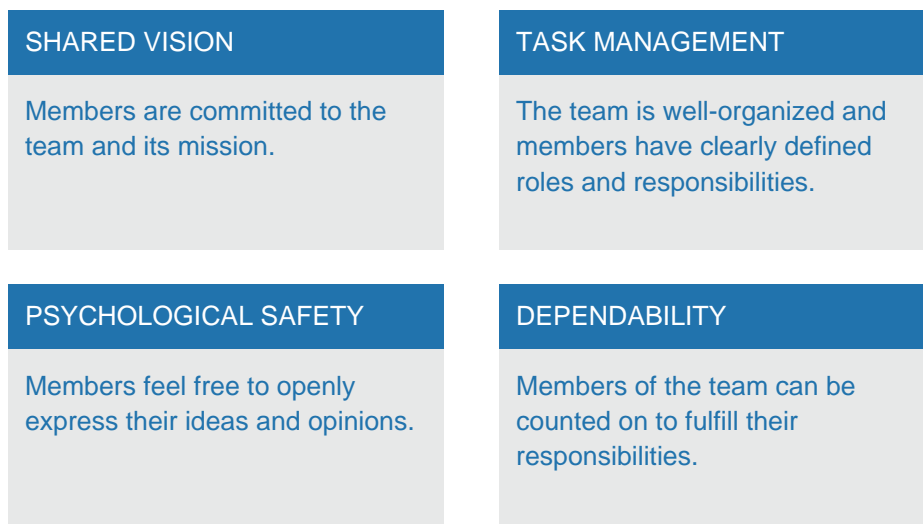 SHARED VISION
Members are committed to the
team and its mission.
TASK MANAGEMENT
The team is well-organized and
members have clearly defined
roles and responsibilities.
PSYCHOLOGICAL SAFETY
Members feel free to openly
express their ideas and opinions.
DEPENDABILITY
Members of the team can be
counted on to fulfill their
responsibilities.